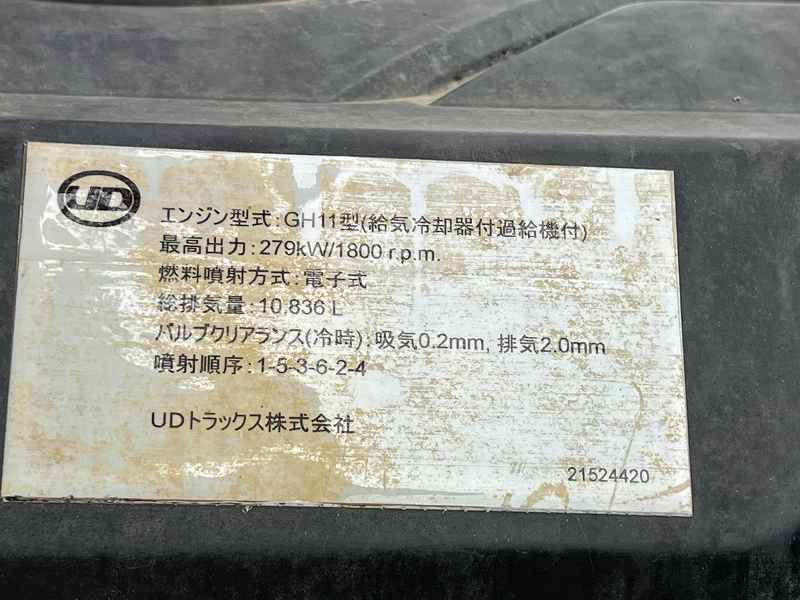 UD
エンジン型式:GH11型(給気冷却器付過給機付)
最高出力:279kW/1800 r.p.m.
燃料噴射方式:電子式
総排気量:10.836 L
バルブクリアランス(冷時):吸気0.2mm, 排気2.0mm
噴射順序:1-5-3-6-2-4
UDトラックス株式会社
21524420